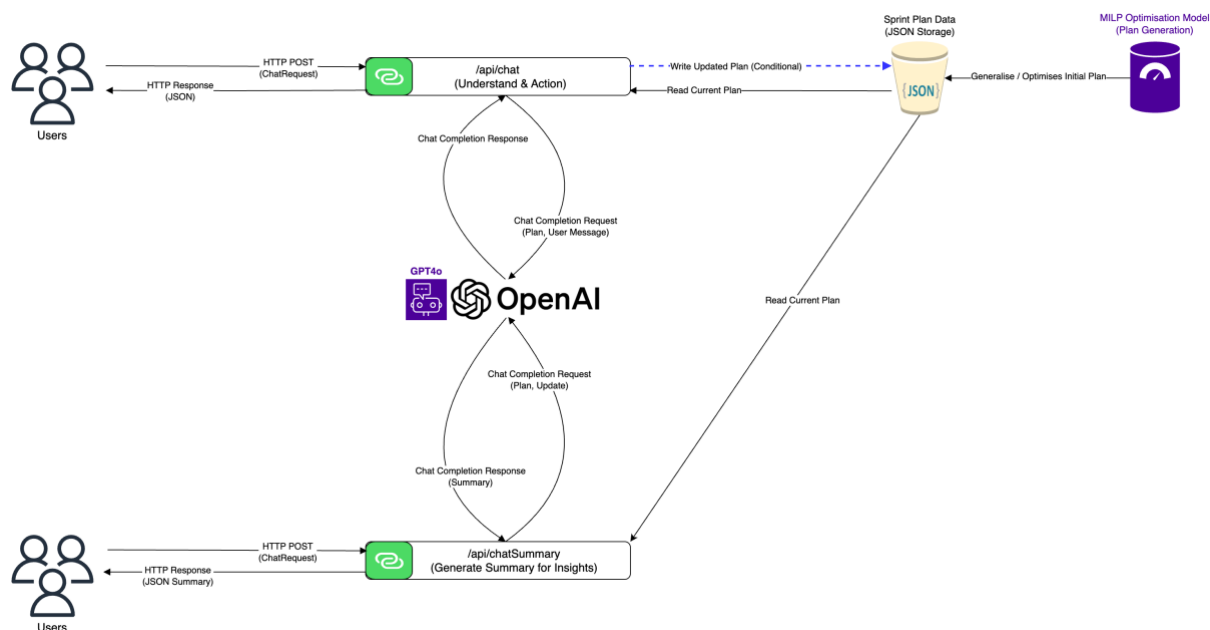 Sprint Plan Data
(JSON Storage)
MILP Optimisation Model
(Plan Generation)
HTTP POST
(ChatRequest)
HTTP Response
(JSON)
Users
/api/chat
(Understand & Action)
Write Updated Plan (Conditional)
Read Current Plan
{JSON}
Generalise / Optimises Initial Plan
Chat Completion Response
Chat Completion Request
(Plan, User Message)
GPT4o
OpenAI
Read Current Plan
Chat Completion Request
(Plan, Update)
Chat Completion Response
(Summary)
HTTP POST
(ChatRequest)
HTTP Response
(JSON Summary)
Users
/api/chatSummary
(Generate Summary for Insights)